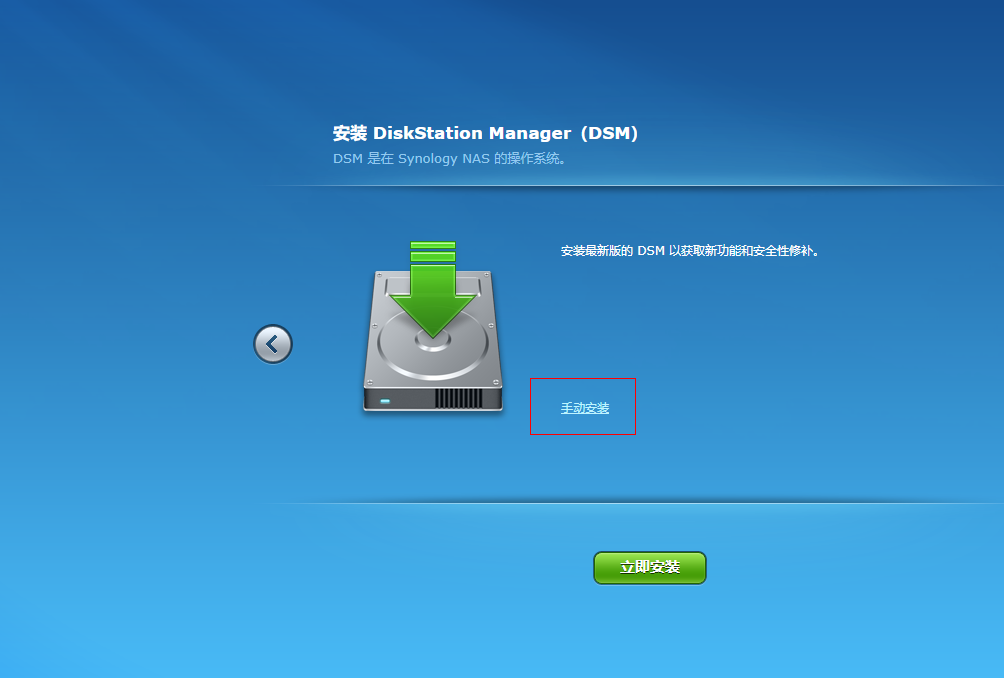 安装 DiskStation Manager（DSM）
DSM 是在 Synology NAS 的操作系统。
安装最新版的 DSM 以获取新功能和安全性修补。
手动安装
立即安装